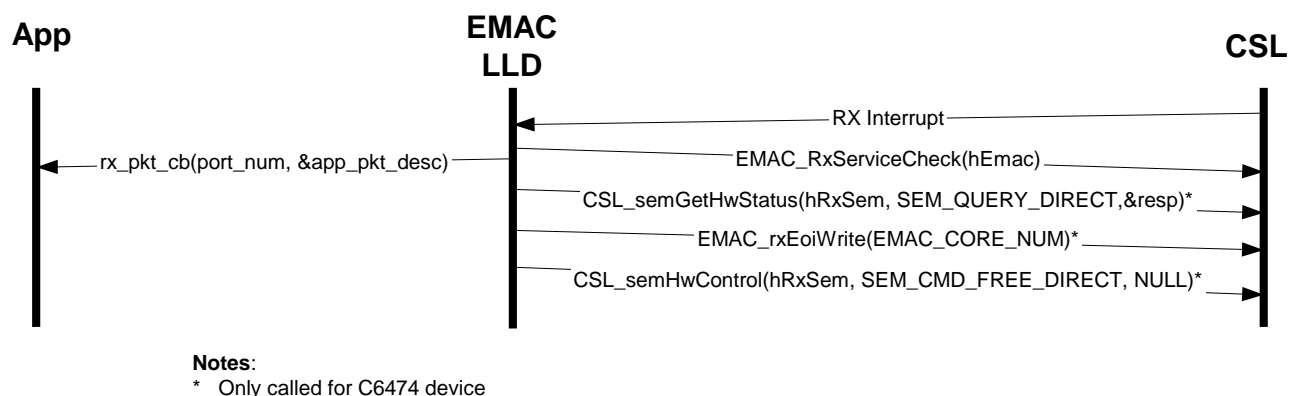 App
EMAC
LLD
CSL
RX Interrupt
rx_pkt_cb(port_num, &app_pkt_desc)
EMAC_RxServiceCheck(hEmac)
CSL_semGetHwStatus(hRxSem, SEM_QUERY_DIRECT,&resp)*
EMAC_rxEoiWrite(EMAC_CORE_NUM)*
CSL_semHwControl(hRxSem, SEM_CMD_FREE_DIRECT, NULL)*
Notes:
* Only called for C6474 device